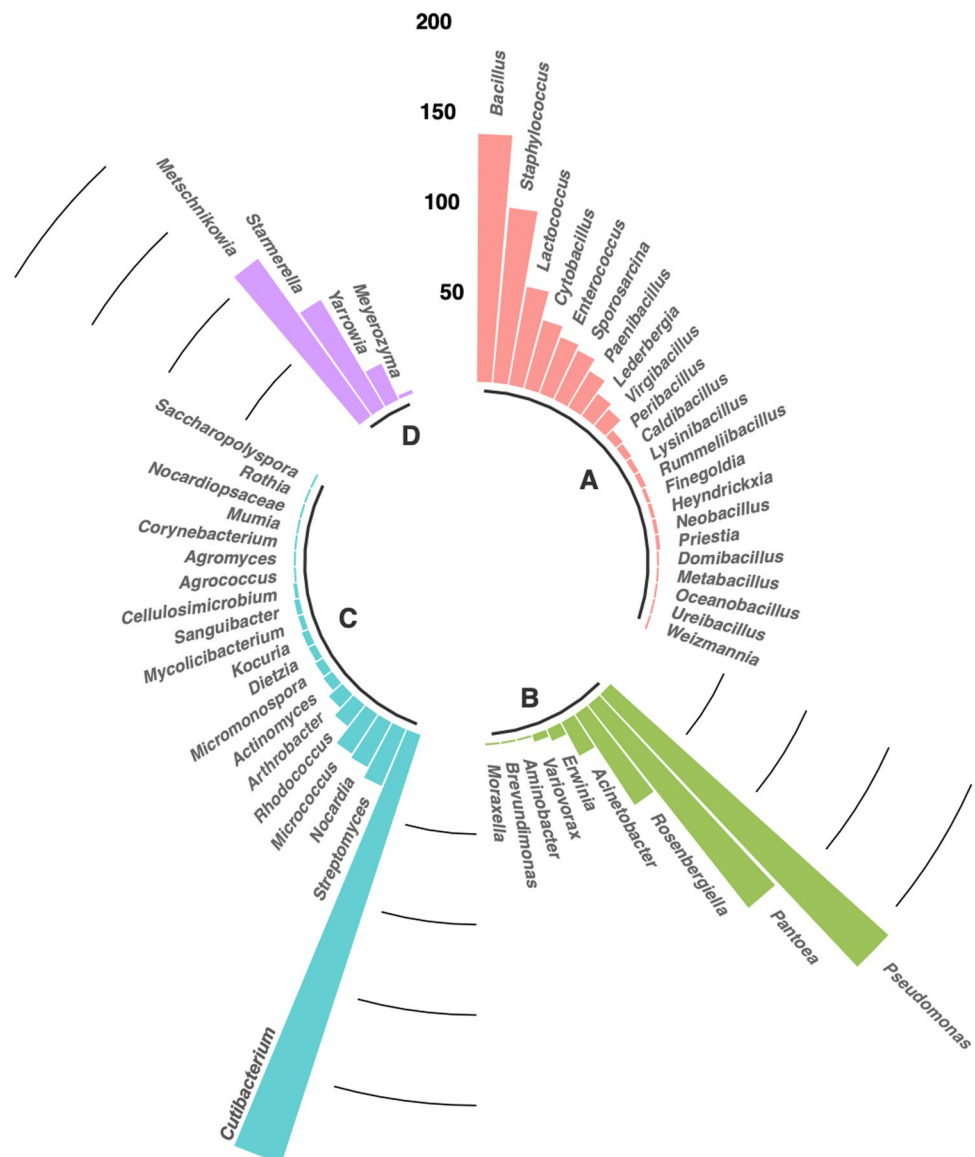 200
150
100
50
Bacillus
Staphylococcus
Lactococcus
Cytobacillus
Enterococcus
Sporosarcina
Paenibacillus
Lederbergia
Virgibacillus
Peribacillus
Caldibacillus
Lysinibacillus
Rummeliibacillus
Finegoldia
Heyndrickxia
Neobacillus
Priestia
Domibacillus
Metabacillus
Oceanobacillus
Ureibacillus
Weizmannia
A
Pseudomonas
Pantoea
Rosenbergiella
Acinetobacter
Erwinia
Variovorax
Aminobacter
Brevundimonas
Moraxella
B
Cutibacterium
Streptomyces
Nocardia
Micrococcus
Rhodococcus
Arthrobacter
Actinomyces
Micromonospora
Dietzia
Kocuria
Mycolicibacterium
Sanguibacter
Cellulosimicrobium
Agrococcus
Agromyces
Corynebacterium
Mumia
Nocardiopsaceae
Rothia
Saccharopolyspora
C
Metschnikowia
Starmerella
Yarrowia
Meyerozyma
D